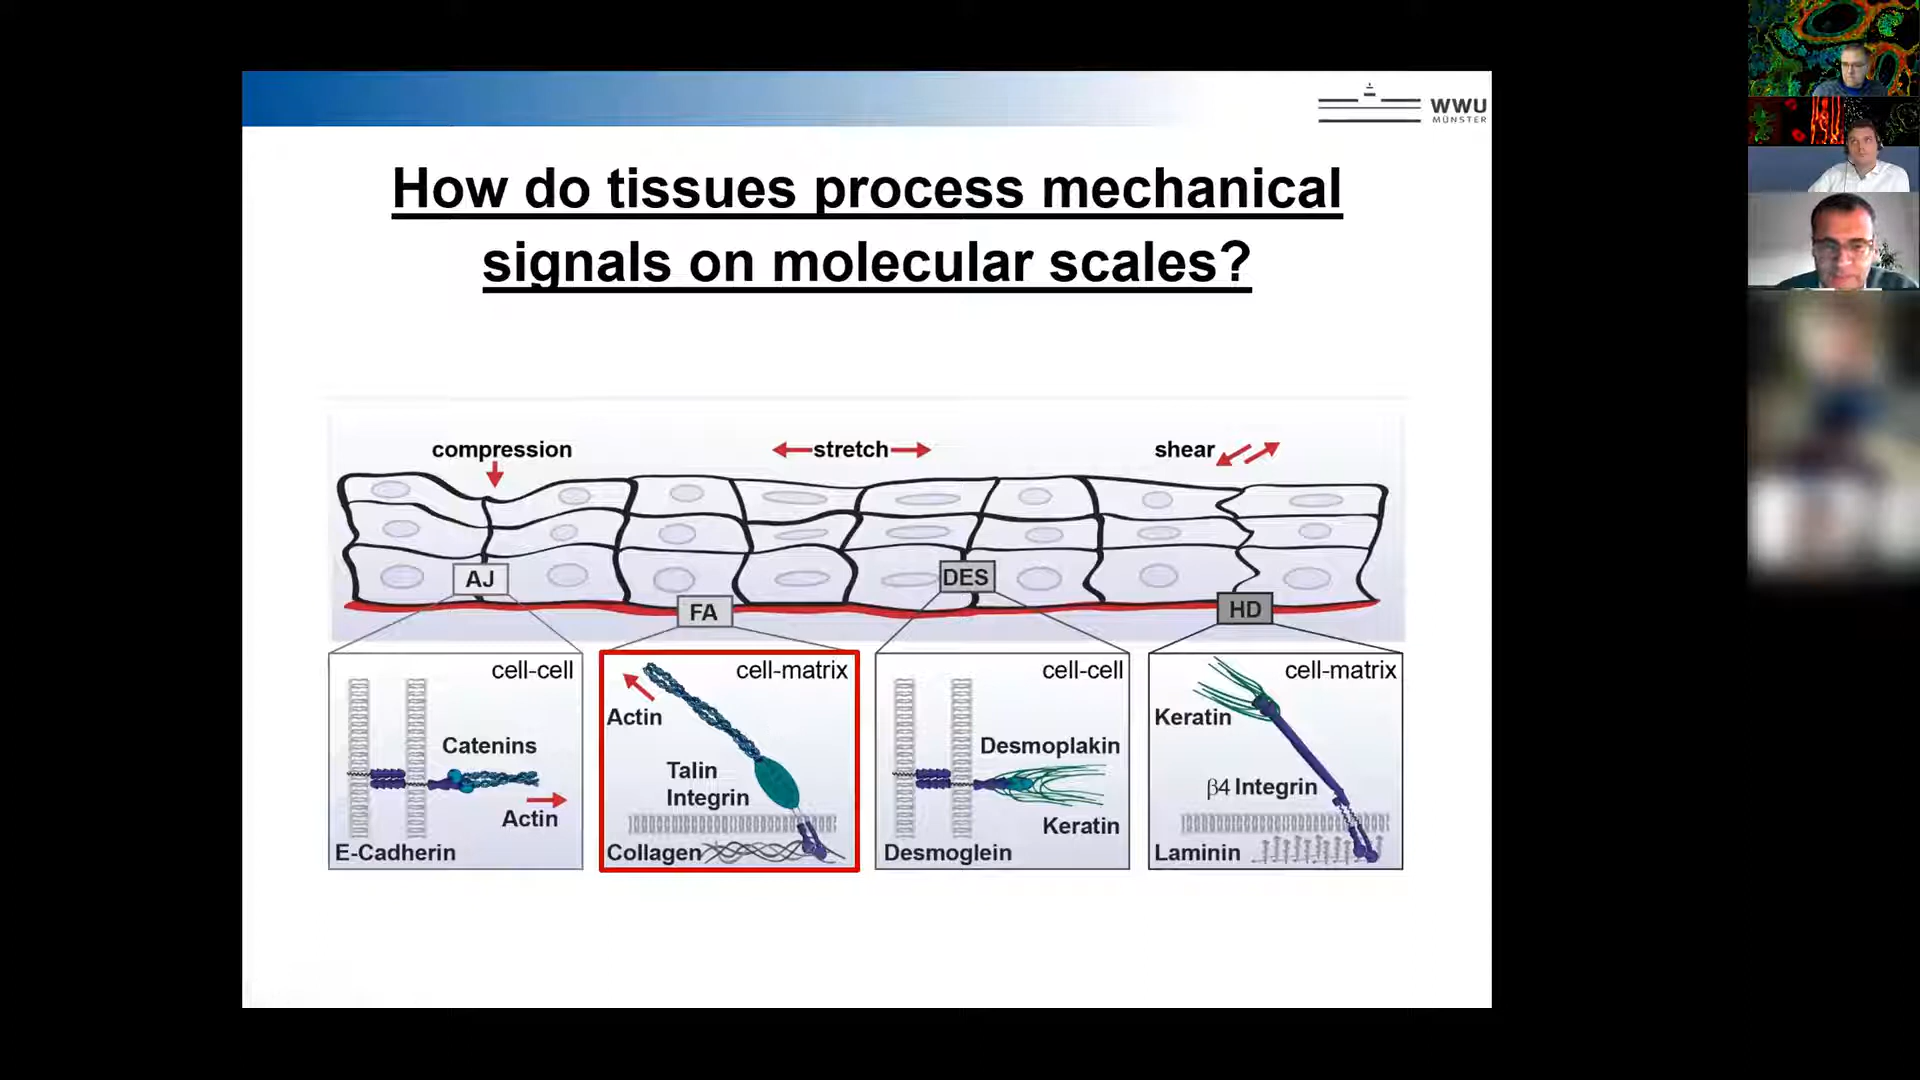 WWU
MÜNSTER
How do tissues process mechanical
signals on molecular scales?
compression
stretch
shear
AJ
FA
DES
HD
cell-cell
Catenins
Actin
E-Cadherin
cell-matrix
Actin
Talin
Integrin
Collagen
cell-cell
Desmoplakin
Keratin
Desmoglein
cell-matrix
Keratin
β4 Integrin
Laminin